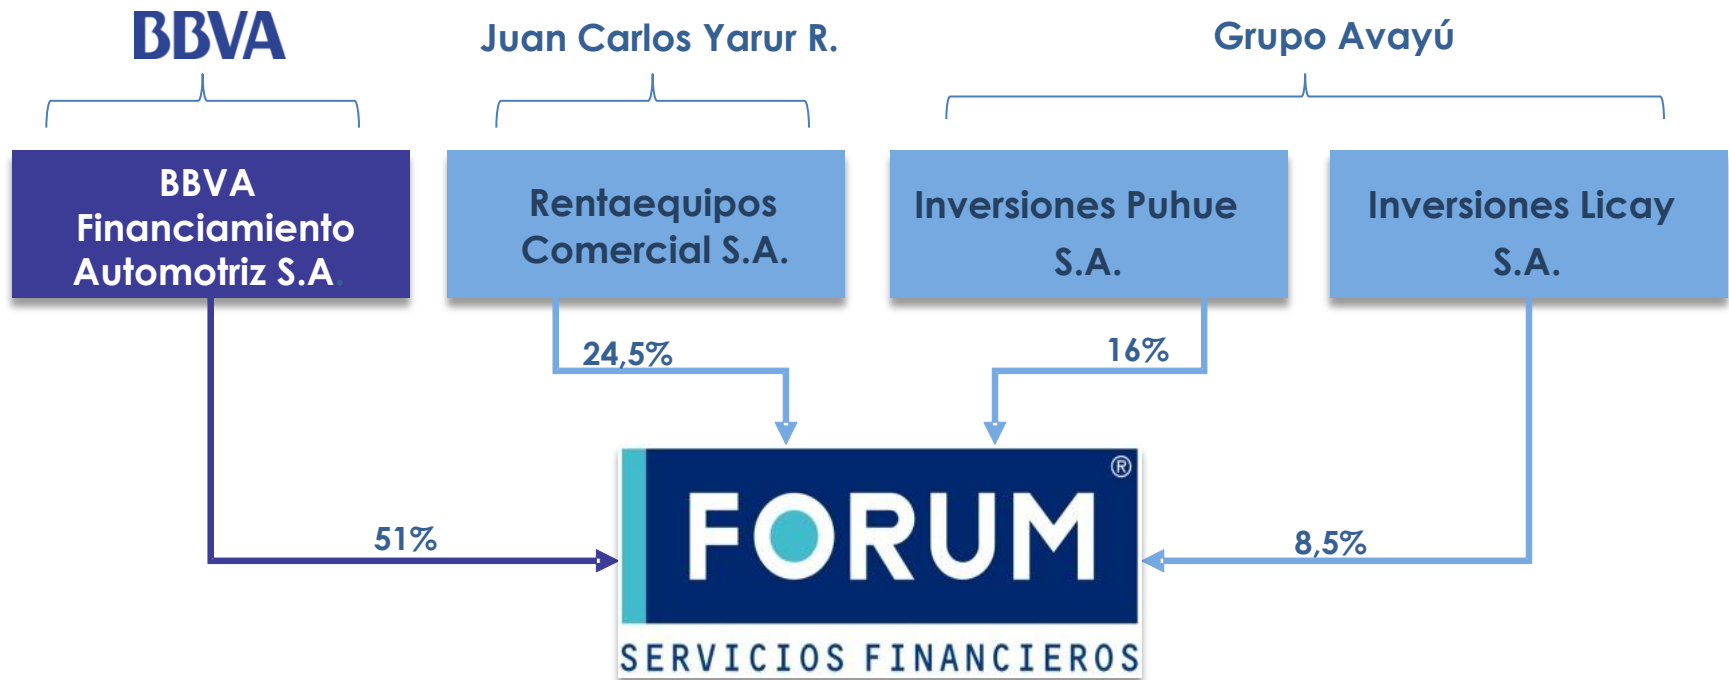 BBVA
Juan Carlos Yarur R.
Grupo Avayú
BBVA
Financiamiento
Automotriz S.A.
Rentaequipos
Comercial S.A.
Inversiones Puhue
S.A.
Inversiones Licay
S.A.
24,5%
16%
51%
8,5%
FORUM®
SERVICIOS FINANCIEROS